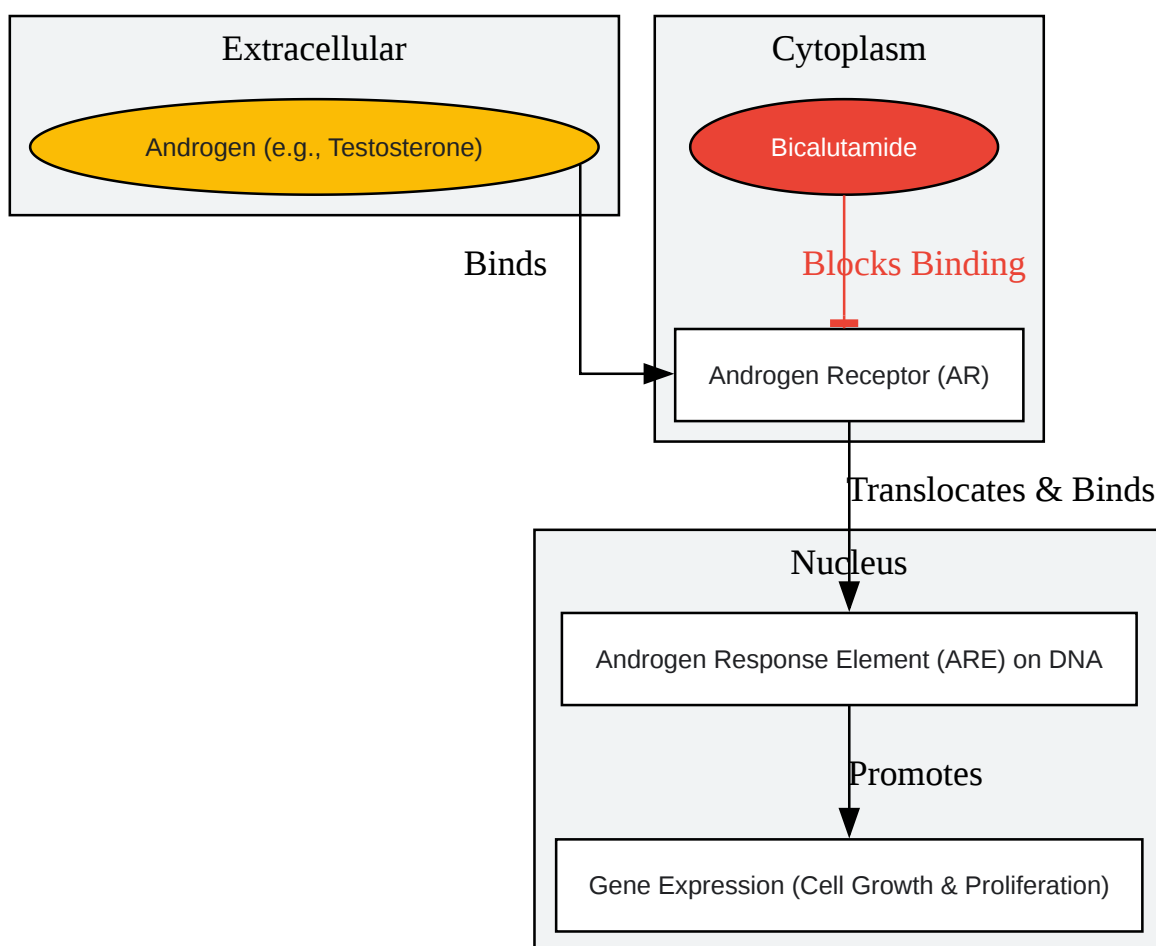 Extracellular
Cytoplasm
Androgen (e.g., Testosterone)
Bicalutamide
Binds
Blocks Binding
Androgen Receptor (AR)
Translocates & Binds
Nucleus
Androgen Response Element (ARE) on DNA
Promotes
Gene Expression (Cell Growth & Proliferation)